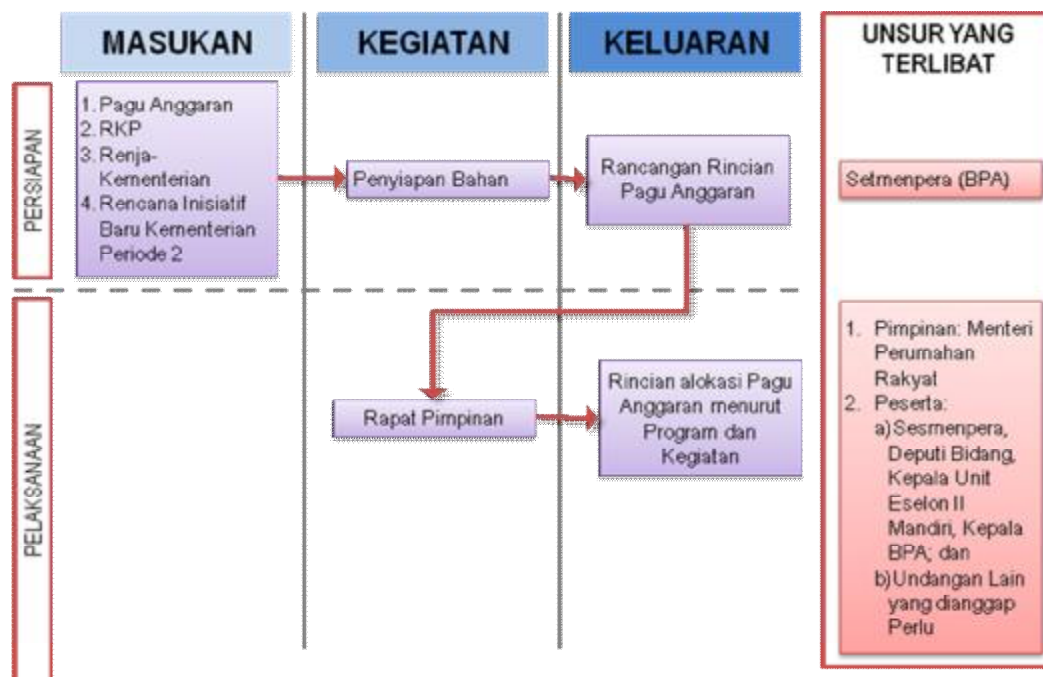 MASUKAN
KEGIATAN
KELUARAN
UNSUR YANG
TERLIBAT
PERSIAPAN
1. Pagu Anggaran
2. RKP
3. Renja-
Kementerian
4. Rencana Inisiatif
Baru Kementerian
Periode 2
Penyiapan Bahan
Rancangan Rincian
Pagu Anggaran
Setmenpera (BPA)
PELAKSANAAN
Rapat Pimpinan
Rincian alokasi Pagu
Anggaran menurut
Program dan
Kegiatan
1. Pimpinan: Menteri
Perumahan
Rakyat
2. Peserta:
a)Sesmenpera,
Deputi Bidang,
Kepala Unit
Eselon II
Mandiri, Kepala
BPA; dan
b)Undangan Lain
yang dianggap
Perlu